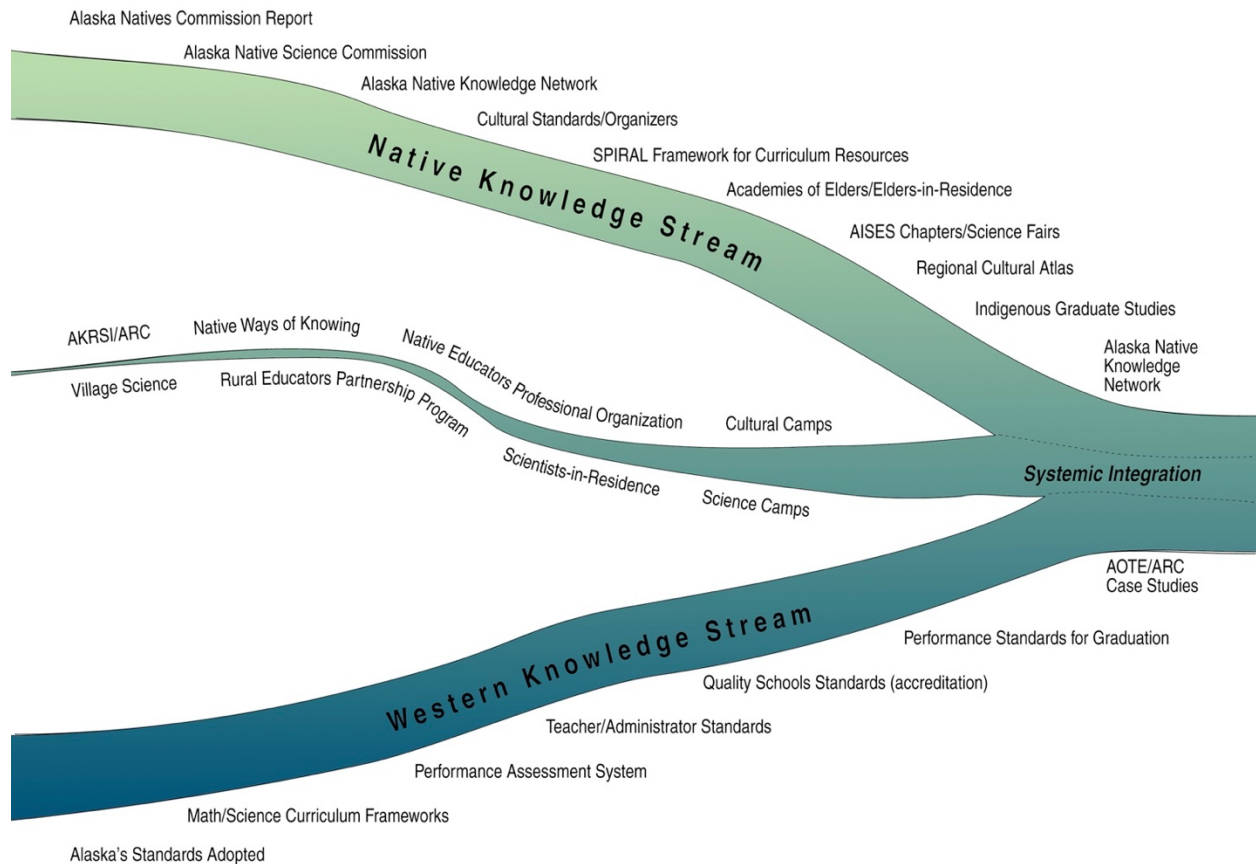 Alaska Natives Commission Report
Alaska Native Science Commission
Alaska Native Knowledge Network
Cultural Standards/Organizers
SPIRAL Framework for Curriculum Resources
Academies of Elders/Elders-in-Residence
AISES Chapters/Science Fairs
Regional Cultural Atlas
Indigenous Graduate Studies
Alaska Native
Knowledge
Network
Native Knowledge Stream
AKRSI/ARC
Native Ways of Knowing
Native Educators Professional Organization
Cultural Camps
Village Science
Rural Educators Partnership Program
Scientists-in-Residence
Science Camps
Systemic Integration
Western Knowledge Stream
AOTE/ARC
Case Studies
Performance Standards for Graduation
Quality Schools Standards (accreditation)
Teacher/Administrator Standards
Performance Assessment System
Math/Science Curriculum Frameworks
Alaska's Standards Adopted